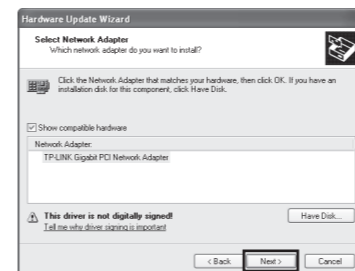 Hardware Update Wizard
Select Network Adapter
Which network adapter do you want to install?
Click the Network Adapter that matches your hardware, then click OK. If you have an
installation disk for this component, click Have Disk.
Show compatible hardware
Network Adapter:
TP-LINK Gigabit PCI Network Adapter
This driver is not digitally signed!
Tell me why driver signing is important
Have Disk...
< Back
Next >
Cancel